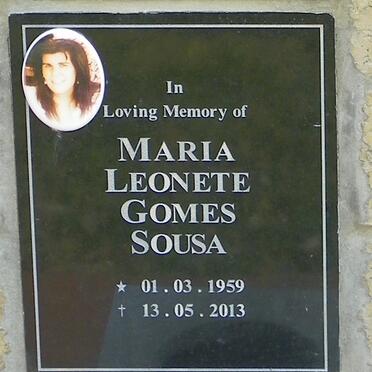 In
Loving Memory of
MARIA
LEONETE
GOMES
SOUSA
★ 01.03.1959
† 13.05.2013